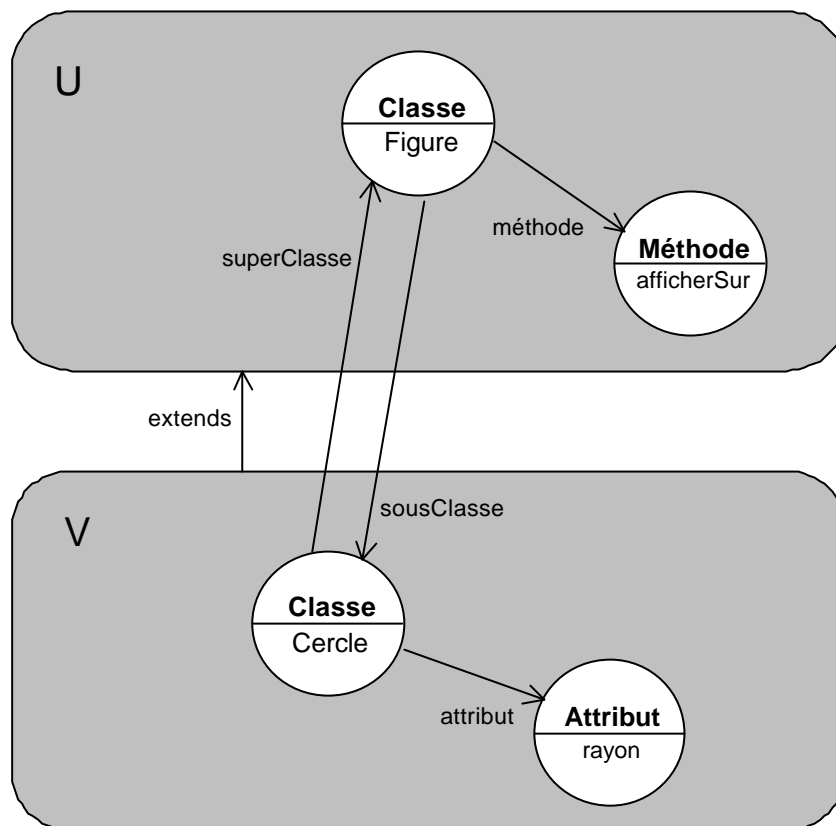 U
Classe
Figure
méthode
Méthode
afficherSur
superClasse
extends
sousClasse
V
Classe
Cercle
attribut
Attribut
rayon